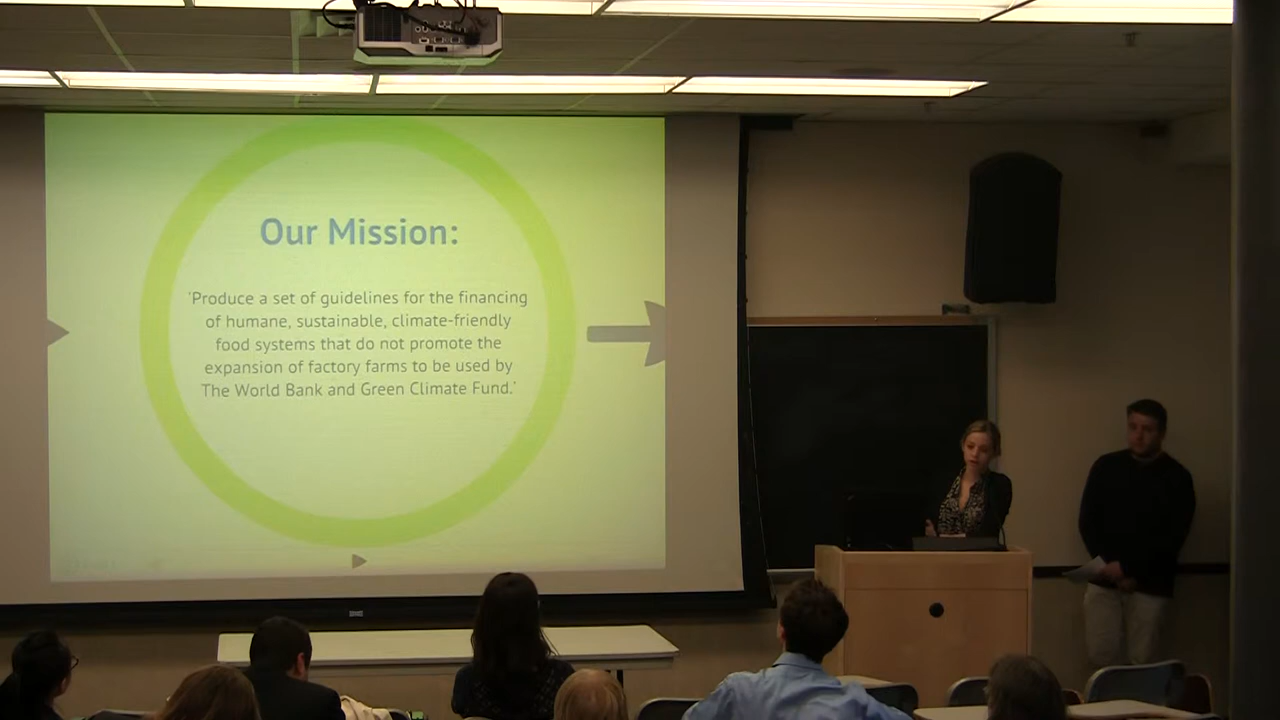 Our Mission:
'Produce a set of guidelines for the financing
of humane, sustainable, climate-friendly
food systems that do not promote the
expansion of factory farms to be used by
The World Bank and Green Climate Fund.'